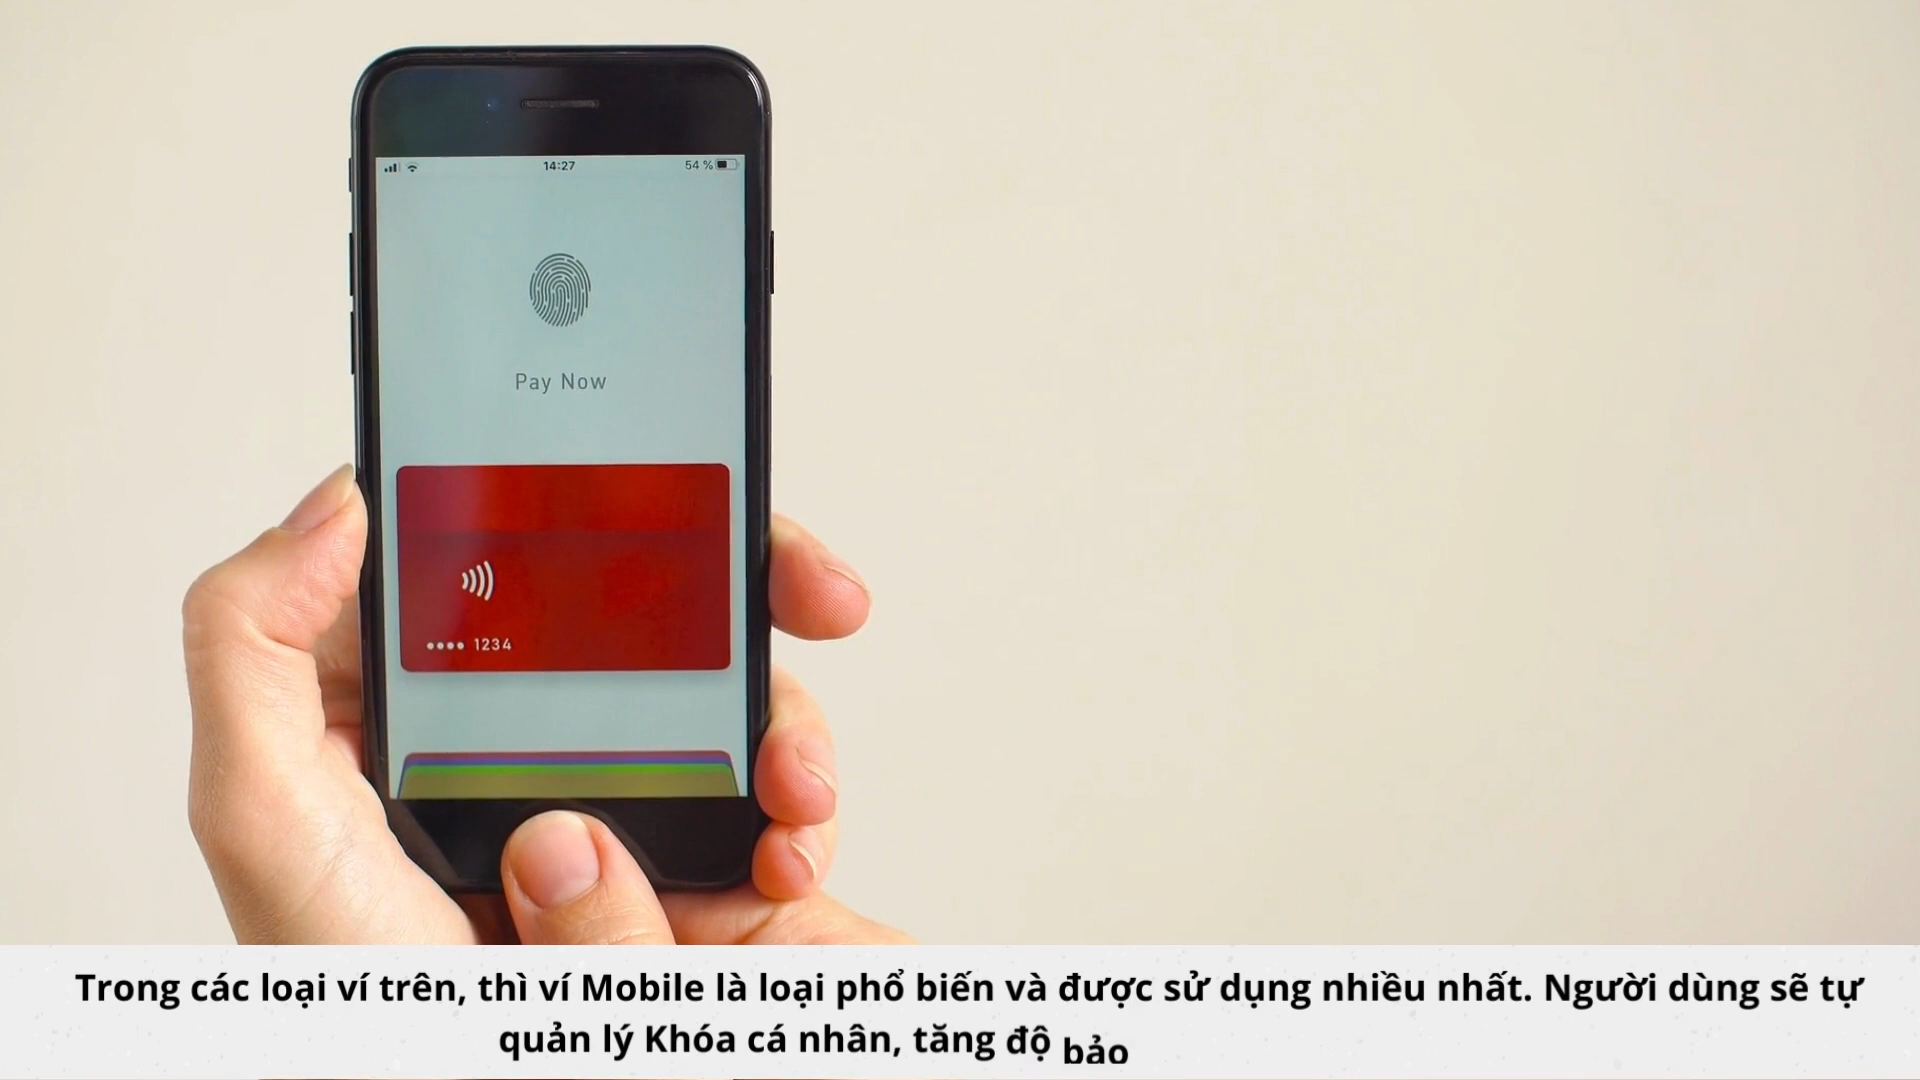 14:27
54 %
Pay Now
•••• 1234
Trong các loại ví trên, thì ví Mobile là loại phổ biến và được sử dụng nhiều nhất. Người dùng sẽ tự
quản lý Khóa cá nhân, tăng độ bảo